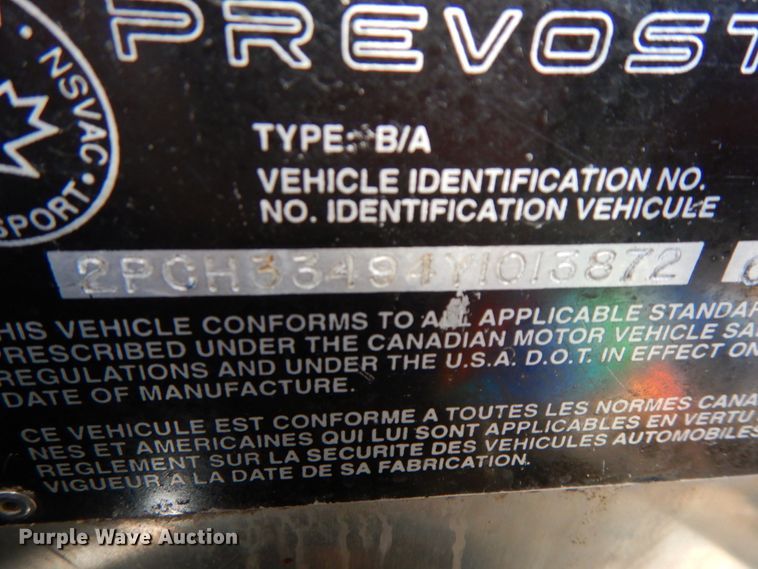 PREVOST
NSVAC
SPORT
TYPE: B/A
VEHICLE IDENTIFICATION NO.
NO. IDENTIFICATION VEHICULE
2PCH33494Y1013872
HIS VEHICLE CONFORMS TO ALL APPLICABLE STANDAR
PRESCRIBED UNDER THE CANADIAN MOTOR VEHICLE SA
REGULATIONS AND UNDER THE U.S.A. D.O.T. IN EFFECT ON
DATE OF MANUFACTURE.
CE VEHICULE EST CONFORME A TOUTES LES NORMES CANA
NES ET AMERICAINES QUI LUI SONT APPLICABLES EN VERTU
REGLEMENT SUR LA SECURITE DES VEHICULES AUTOMOBILES
VIGUEUR A LA DATE DE SA FABRICATION.
Purple Wave Auction